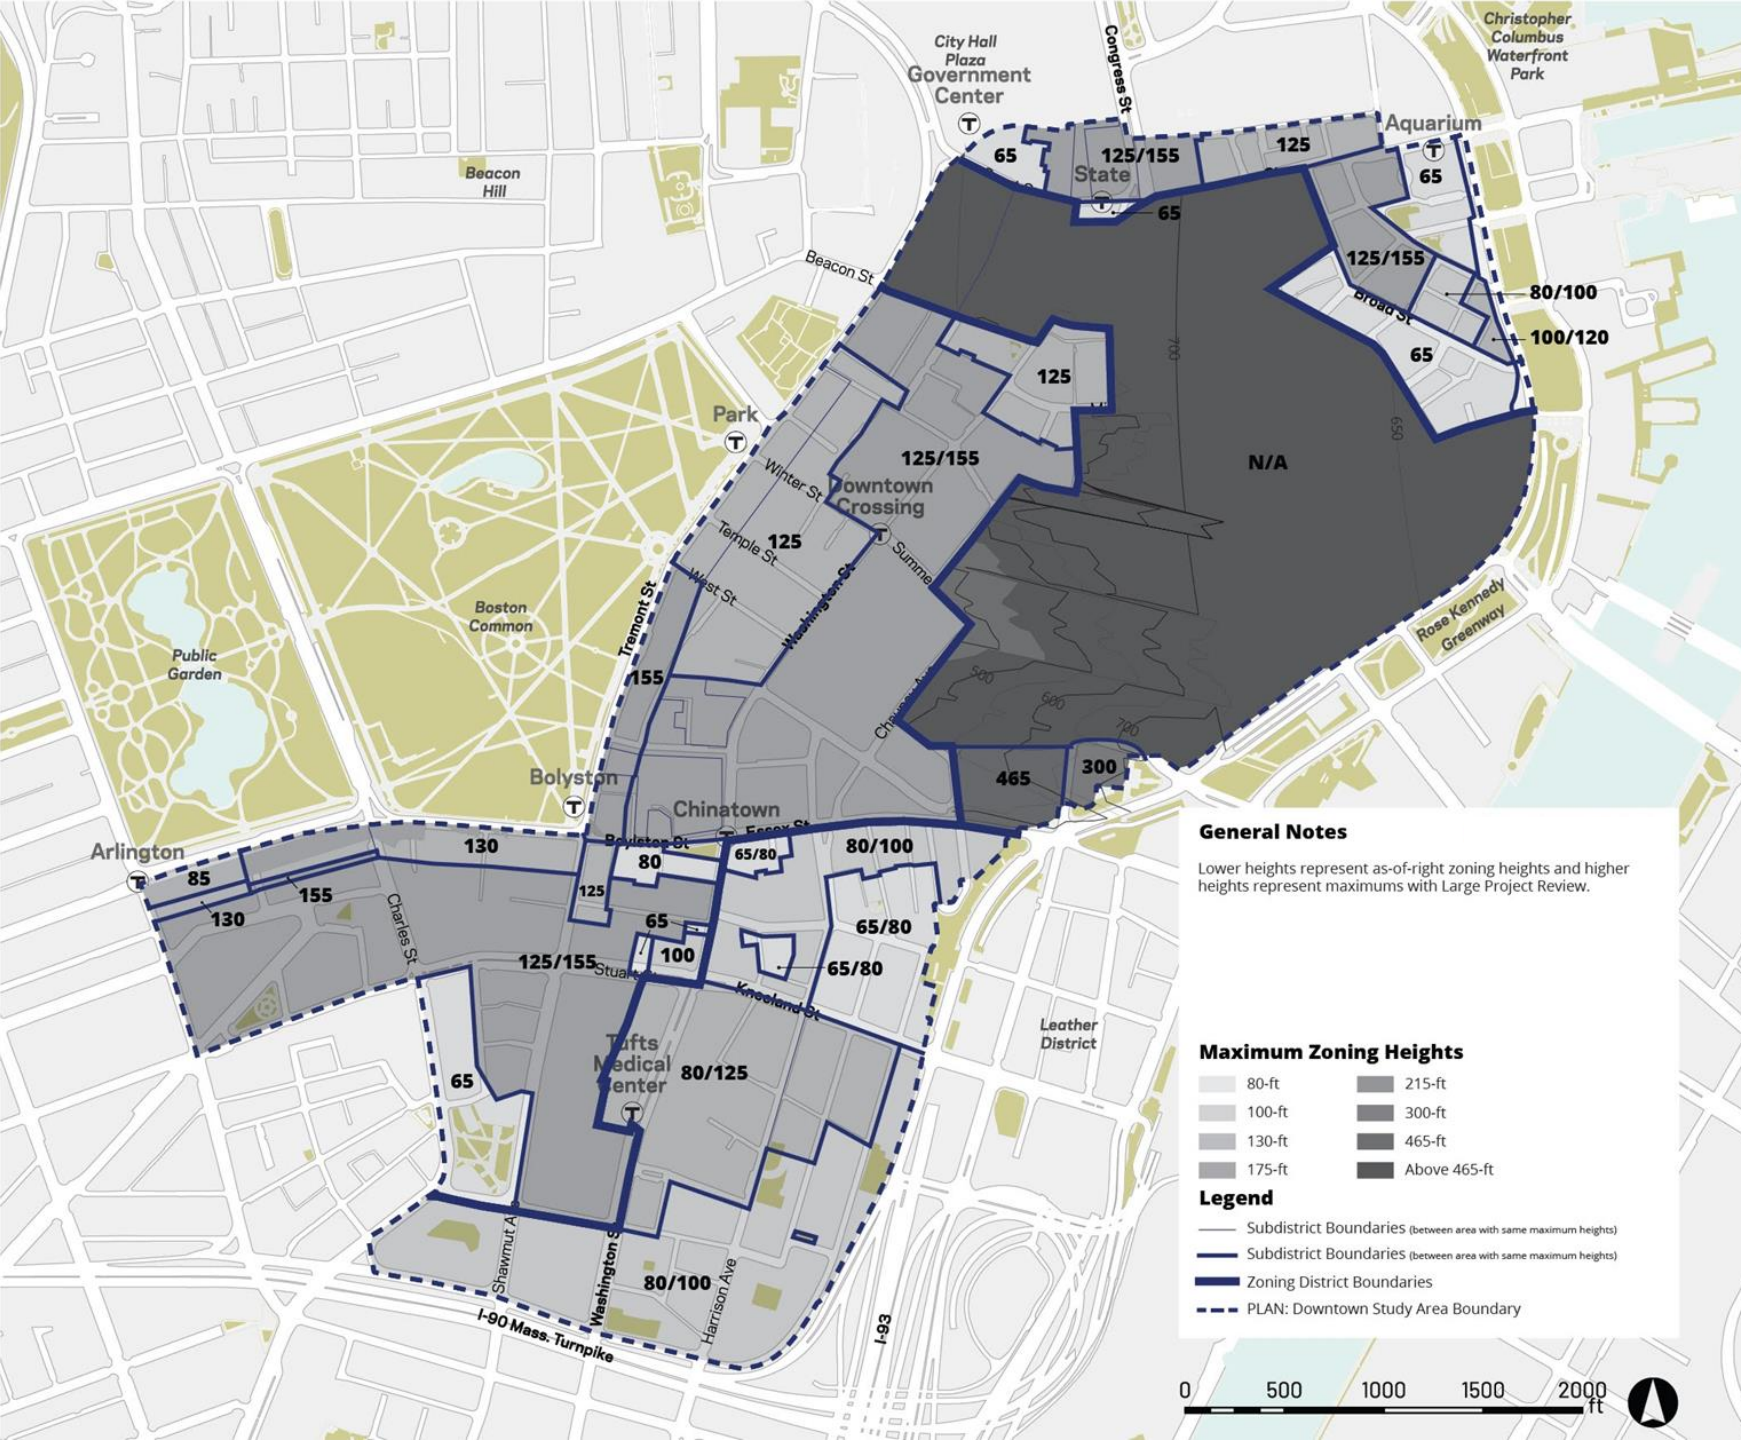 Christopher
Columbus
Waterfront
Park
City Hall
Plaza
Government
Center
Congress St
Aquarium
65
125/155
125
State
65
65
Beacon
Hill
Beacon St
125/155
80/100
Broad St
100/120
65
700
125
Park
650
125/155
N/A
Winter St
Downtown
Crossing
Temple St
125
Summe
West St
Washington St
Tremont St
Boston
Common
Rose Kennedy
Greenway
Public
Garden
155
500
600
700
465
300
Bolyston
Chinatown
Essex St
Boylston St
130
80
65/80
80/100
Arlington
85
155
125
130
Charles St
65
65/80
100
125/155
65/80
Stuart
Kneeland St
Leather
District
Tufts
Medical
Center
80/125
65
Shawmut
Washington S
80/100
Harrison Ave
I-90 Mass. Turnpike
I-93
General Notes
Lower heights represent as-of-right zoning heights and higher
heights represent maximums with Large Project Review.
Maximum Zoning Heights
80-ft 215-ft
100-ft 300-ft
130-ft 465-ft
175-ft Above 465-ft
Legend
Subdistrict Boundaries (between area with same maximum heights)
Subdistrict Boundaries (between area with same maximum heights)
Zoning District Boundaries
PLAN: Downtown Study Area Boundary
0 500 1000 1500 2000
ft